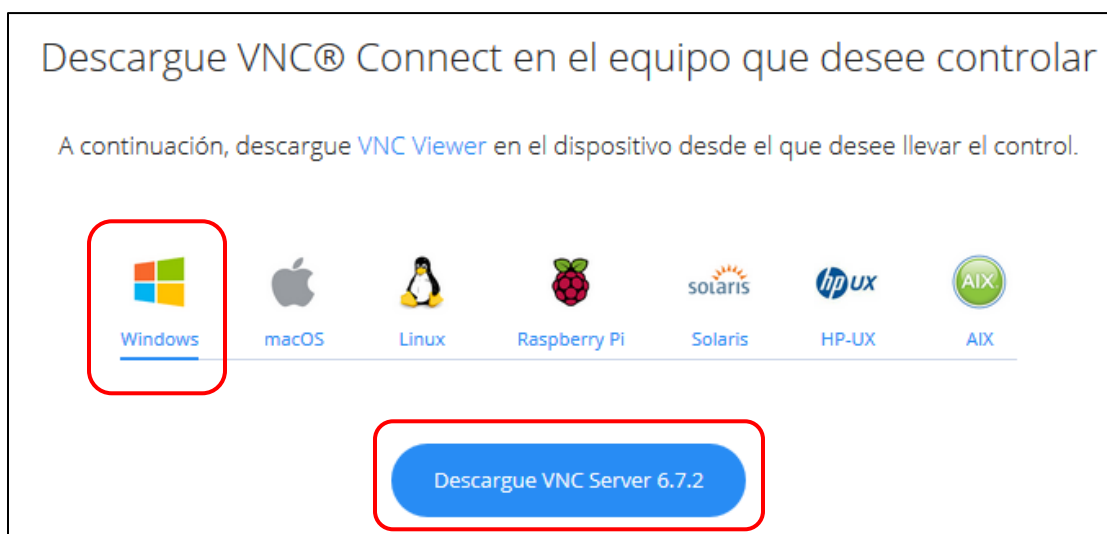 Descargue VNC® Connect en el equipo que desee controlar
A continuación, descargue VNC Viewer en el dispositivo desde el que desee llevar el control.
solaris hp UX AIX
Windows macOS Linux Raspberry Pi Solaris HP-UX AIX
Descargue VNC Server 6.7.2